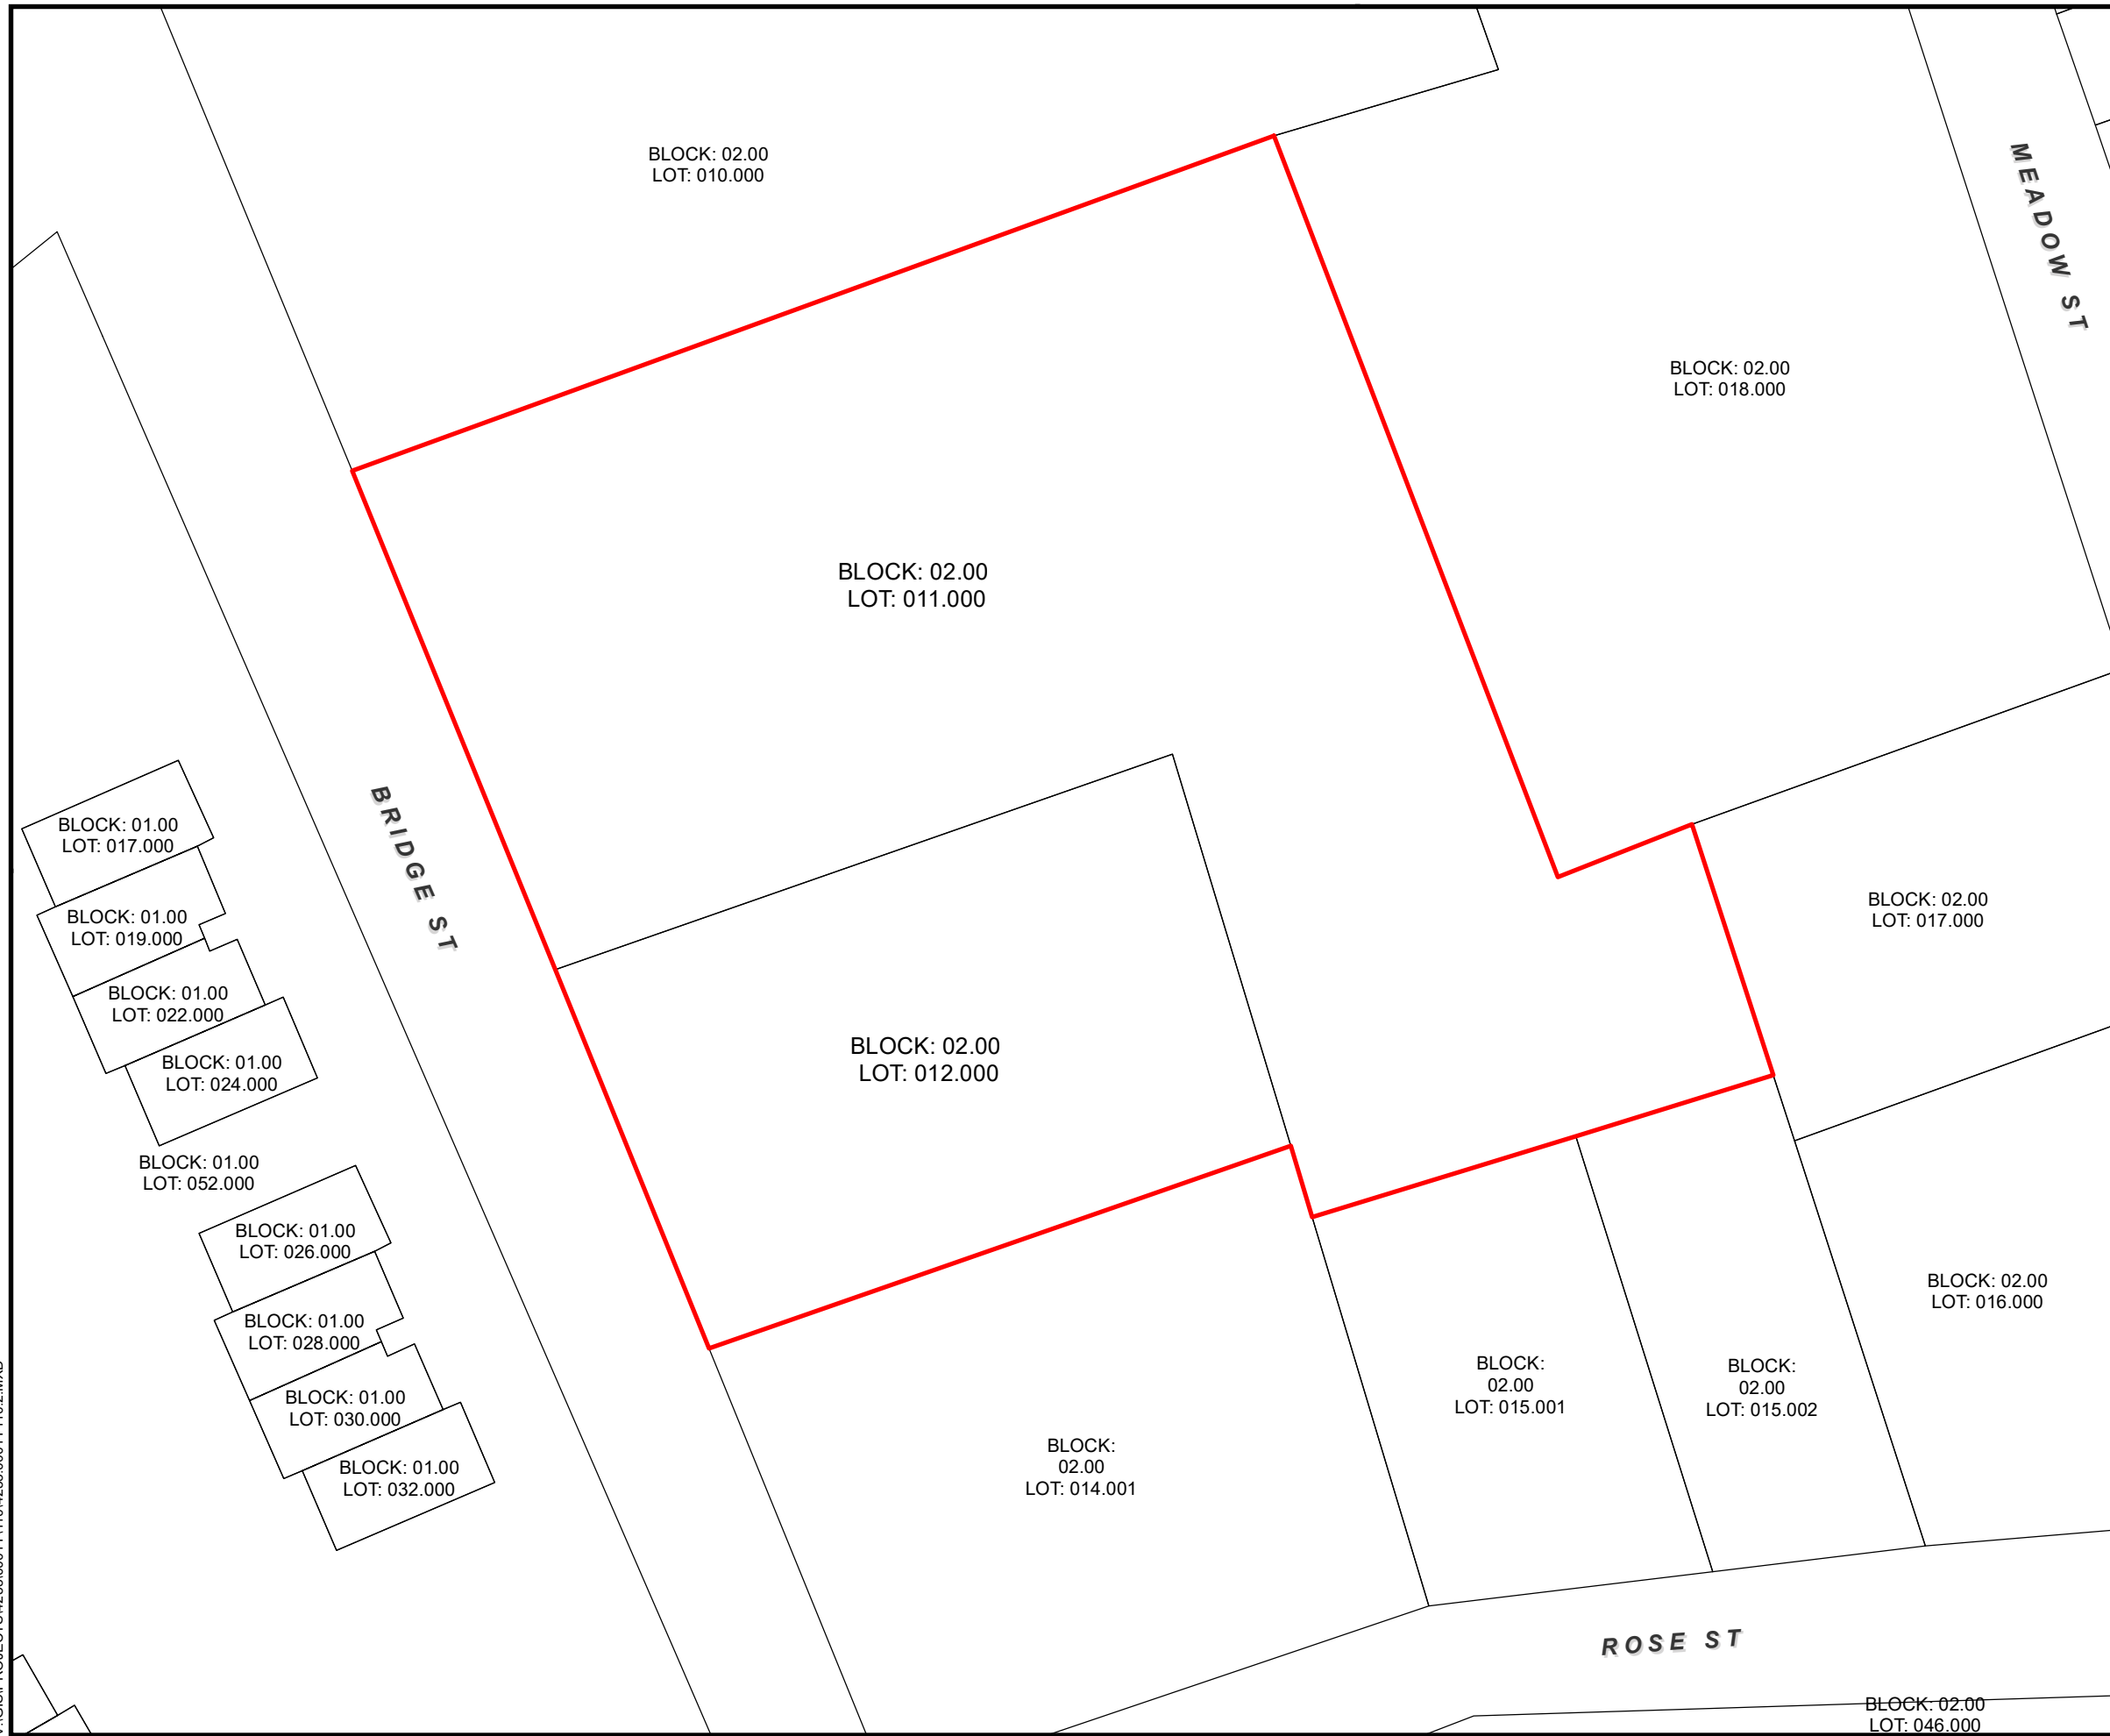 BLOCK: 02.00
LOT: 010.000
MEADOW ST
BLOCK: 02.00
LOT: 018.000
BLOCK: 02.00
LOT: 011.000
BRIDGE ST
BLOCK: 01.00
LOT: 017.000
BLOCK: 01.00
LOT: 019.000
BLOCK: 01.00
LOT: 022.000
BLOCK: 01.00
LOT: 024.000
BLOCK: 02.00
LOT: 017.000
BLOCK: 02.00
LOT: 012.000
BLOCK: 01.00
LOT: 052.000
BLOCK: 01.00
LOT: 026.000
BLOCK: 01.00
LOT: 028.000
BLOCK: 01.00
LOT: 030.000
BLOCK: 01.00
LOT: 032.000
BLOCK: 02.00
LOT: 016.000
BLOCK:
02.00
LOT: 015.001
BLOCK:
02.00
LOT: 015.002
BLOCK:
02.00
LOT: 014.001
ROSE ST
BLOCK: 02.00
LOT: 046.000